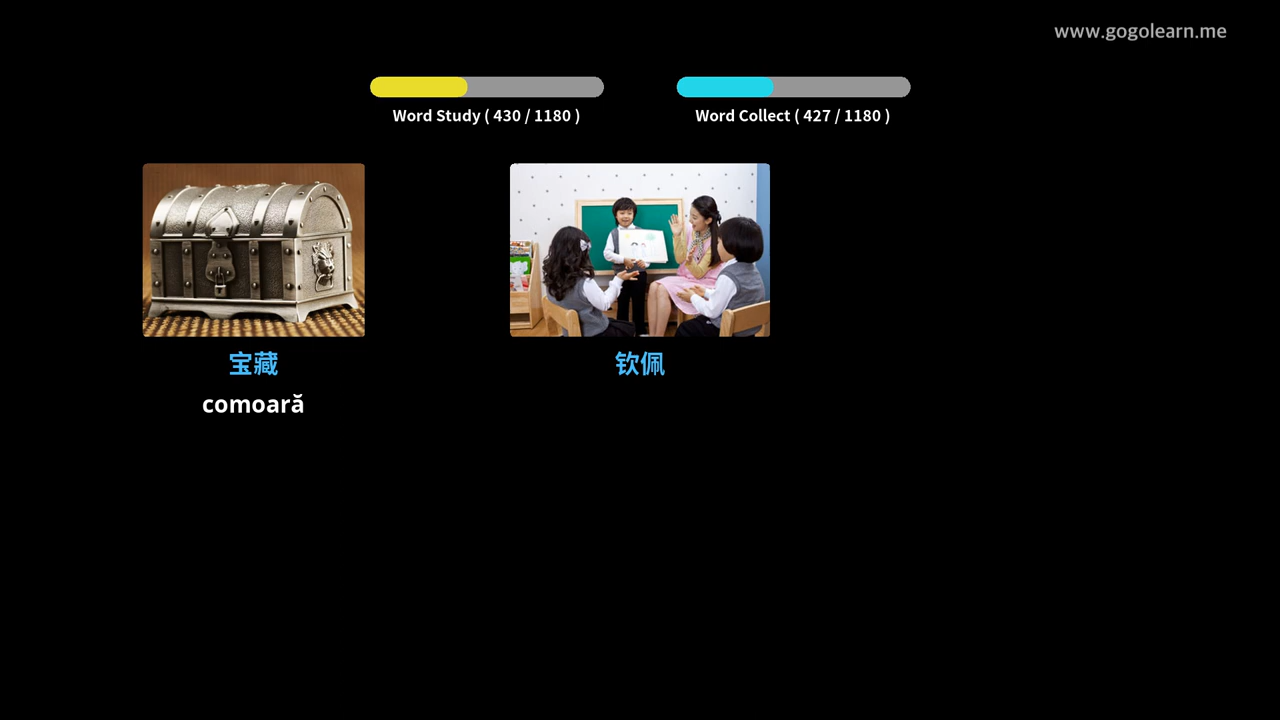 www.gogolearn.me
Word Study ( 430 / 1180 )
Word Collect ( 427 / 1180 )
宝藏
钦佩
comoară